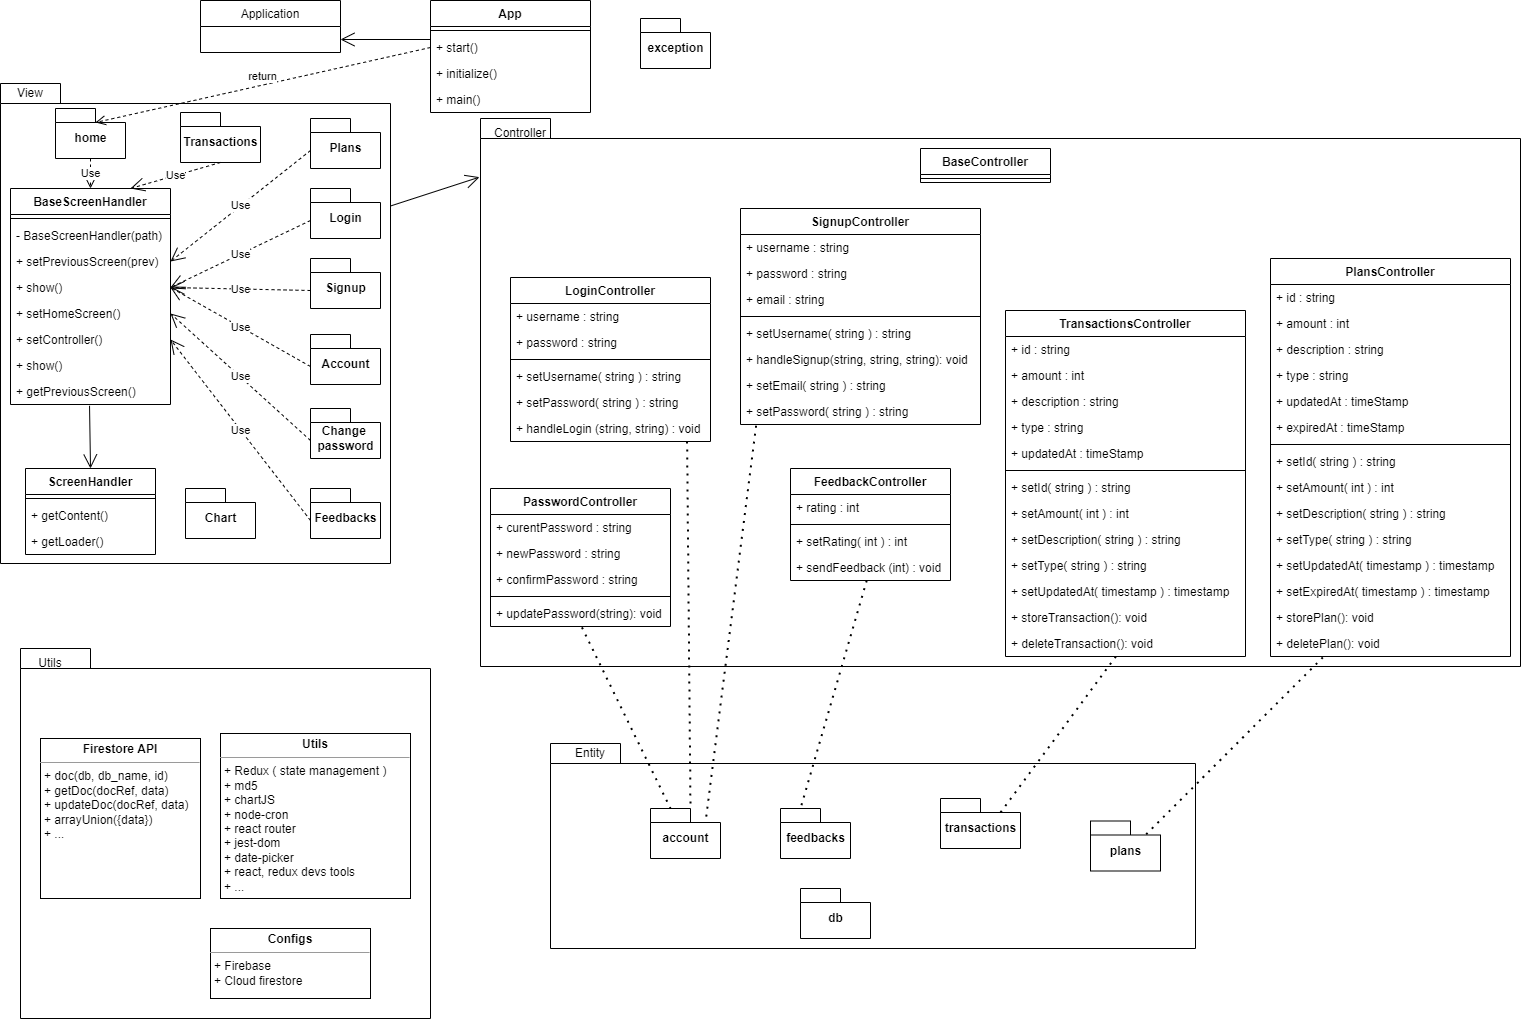 Application
App
+ start()
+ initialize()
+ main()
exception
return
View
home
Transactions
Plans
Use
Use
BaseScreenHandler
- BaseScreenHandler(path)
+ setPreviousScreen(prev)
+ show()
+ setHomeScreen()
+ setController()
+ show()
+ getPreviousScreen()
Use
Login
Use
Signup
Use
Use
Account
Use
Change
password
Use
Feedbacks
ScreenHandler
+ getContent()
+ getLoader()
Chart
Controller
BaseController
LoginController
+ username : string
+ password : string
+ setUsername( string ) : string
+ setPassword( string ) : string
+ handleLogin (string, string) : void
SignupController
+ username : string
+ password : string
+ email : string
+ setUsername( string ) : string
+ handleSignup(string, string, string): void
+ setEmail( string ) : string
+ setPassword( string ) : string
PasswordController
+ curentPassword : string
+ newPassword : string
+ confirmPassword : string
+ updatePassword(string): void
FeedbackController
+ rating : int
+ setRating( int ) : int
+ sendFeedback (int) : void
TransactionsController
+ id : string
+ amount : int
+ description : string
+ type : string
+ updatedAt : timeStamp
+ setId( string ) : string
+ setAmount( int ) : int
+ setDescription( string ) : string
+ setType( string ) : string
+ setUpdatedAt( timestamp ) : timestamp
+ storeTransaction(): void
+ deleteTransaction(): void
PlansController
+ id : string
+ amount : int
+ description : string
+ type : string
+ updatedAt : timeStamp
+ expiredAt : timeStamp
+ setId( string ) : string
+ setAmount( int ) : int
+ setDescription( string ) : string
+ setType( string ) : string
+ setUpdatedAt( timestamp ) : timestamp
+ setExpiredAt( timestamp ) : timestamp
+ storePlan(): void
+ deletePlan(): void
Utils
Firestore API
+ doc(db, db_name, id)
+ getDoc(docRef, data)
+ updateDoc(docRef, data)
+ arrayUnion({data})
+ ...
Utils
+ Redux ( state management )
+ md5
+ chartJS
+ node-cron
+ react router
+ jest-dom
+ date-picker
+ react, redux devs tools
+ ...
Configs
+ Firebase
+ Cloud firestore
Entity
account
feedbacks
transactions
plans
db